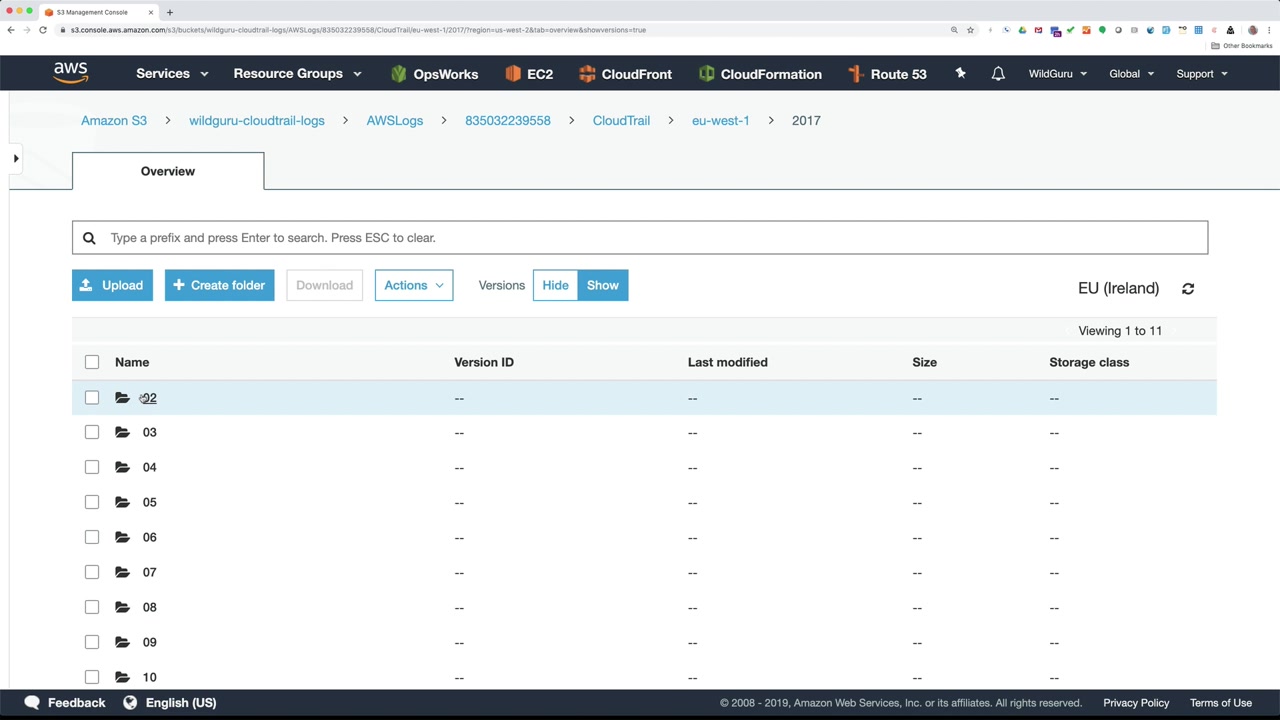 S3 Management Console
s3.console.aws.amazon.com/s3/buckets/wildguru-cloudtrail-logs/AWSLogs/835032239558/CloudTrail/eu-west-1/2017/?region=us-west-2&tab=overview&showversions=true
Other Bookmarks
aws Services Resource Groups OpsWorks EC2 CloudFront CloudFormation Route 53 WildGuru Global Support
Amazon S3 > wildguru-cloudtrail-logs > AWSLogs > 835032239558 > CloudTrail > eu-west-1 > 2017
Overview
Type a prefix and press Enter to search. Press ESC to clear.
Upload + Create folder Download Actions Versions Hide Show EU (Ireland)
Viewing 1 to 11
Name Version ID Last modified Size Storage class
02 -- -- -- --
03 -- -- -- --
04 -- -- -- --
05 -- -- -- --
06 -- -- -- --
07 -- -- -- --
08 -- -- -- --
09 -- -- -- --
10 -- -- -- --
Feedback English (US) © 2008 - 2019, Amazon Web Services, Inc. or its affiliates. All rights reserved. Privacy Policy Terms of Use